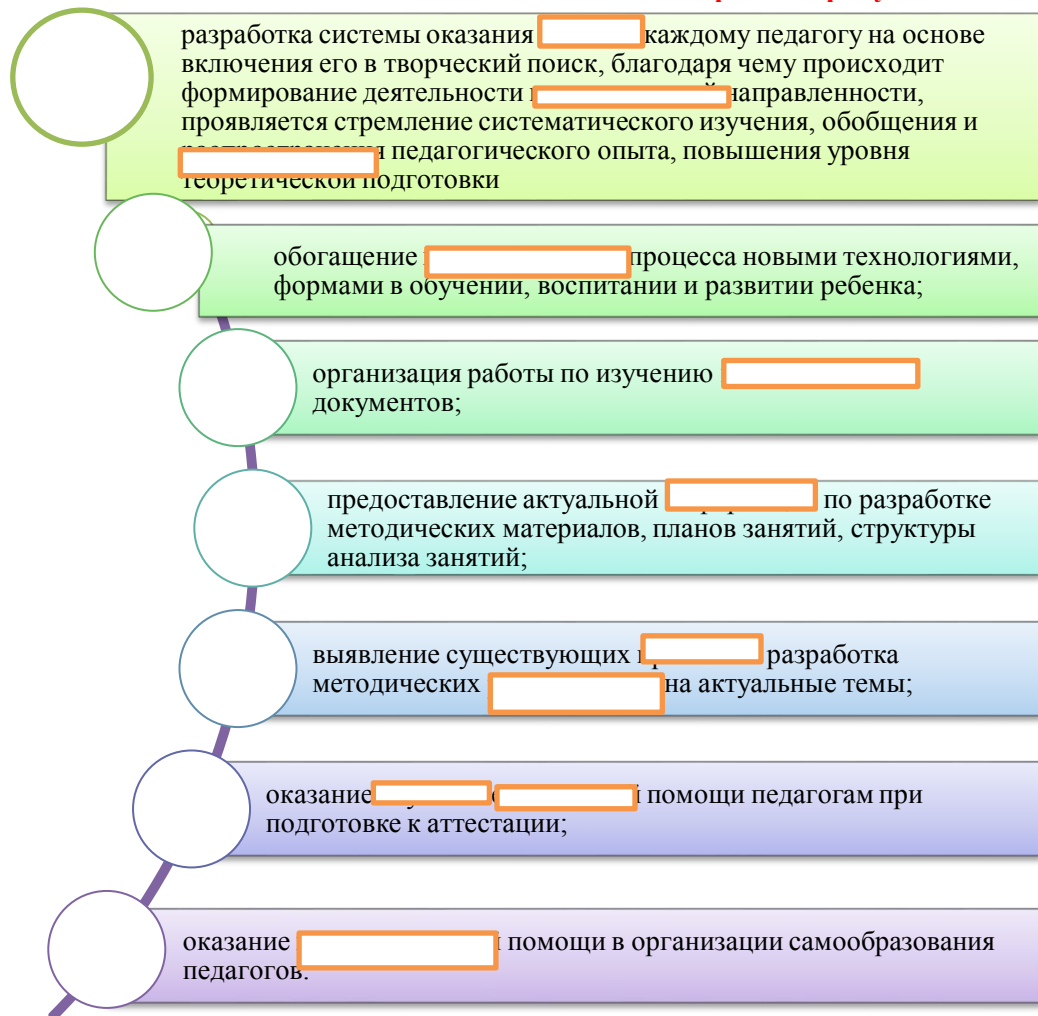 разработка системы оказания каждому педагогу на основе
включения его в творческий поиск, благодаря чему происходит
формирование деятельности направленности,
проявляется стремление систематического изучения, обобщения и
педагогического опыта, повышения уровня
теоретической подготовки
обогащение процесса новыми технологиями,
формами в обучении, воспитании и развитии ребенка;
организация работы по изучению
документов;
предоставление актуальной по разработке
методических материалов, планов занятий, структуры
анализа занятий;
выявление существующих разработка
методических на актуальные темы;
оказание помощи педагогам при
подготовке к аттестации;
оказание помощи в организации самообразования
педагогов.